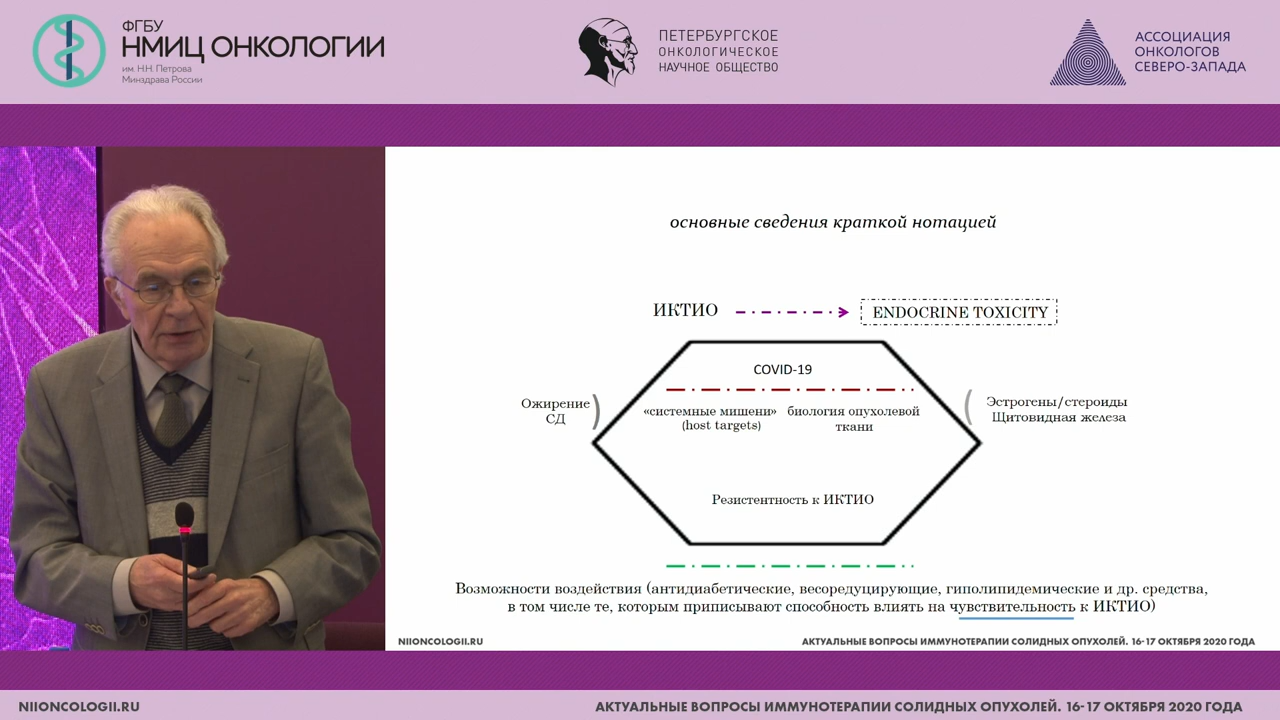 ФГБУ
НМИЦ ОНКОЛОГИИ
им. Н.Н. Петрова
Минздрава России
ПЕТЕРБУРГСКОЕ
ОНКОЛОГИЧЕСКОЕ
НАУЧНОЕ ОБЩЕСТВО
АССОЦИАЦИЯ
ОНКОЛОГОВ
СЕВЕРО-ЗАПАДА
основные сведения краткой нотацией
ИКТИО
ENDOCRINE TOXICITY
COVID-19
Ожирение
СД
«системные мишени»
(host targets)
биология опухолевой
ткани
Эстрогены/стероиды
Щитовидная железа
Резистентность к ИКТИО
Возможности воздействия (антидиабетические, весоредуцирующие, гиполипидемические и др. средства,
в том числе те, которым приписывают способность влиять на чувствительность к ИКТИО)
NIIONCOLOGII.RU
АКТУАЛЬНЫЕ ВОПРОСЫ ИММУНОТЕРАПИИ СОЛИДНЫХ ОПУХОЛЕЙ. 16-17 ОКТЯБРЯ 2020 ГОДА
NIIONCOLOGII.RU
АКТУАЛЬНЫЕ ВОПРОСЫ ИММУНОТЕРАПИИ СОЛИДНЫХ ОПУХОЛЕЙ. 16-17 ОКТЯБРЯ 2020 ГОДА